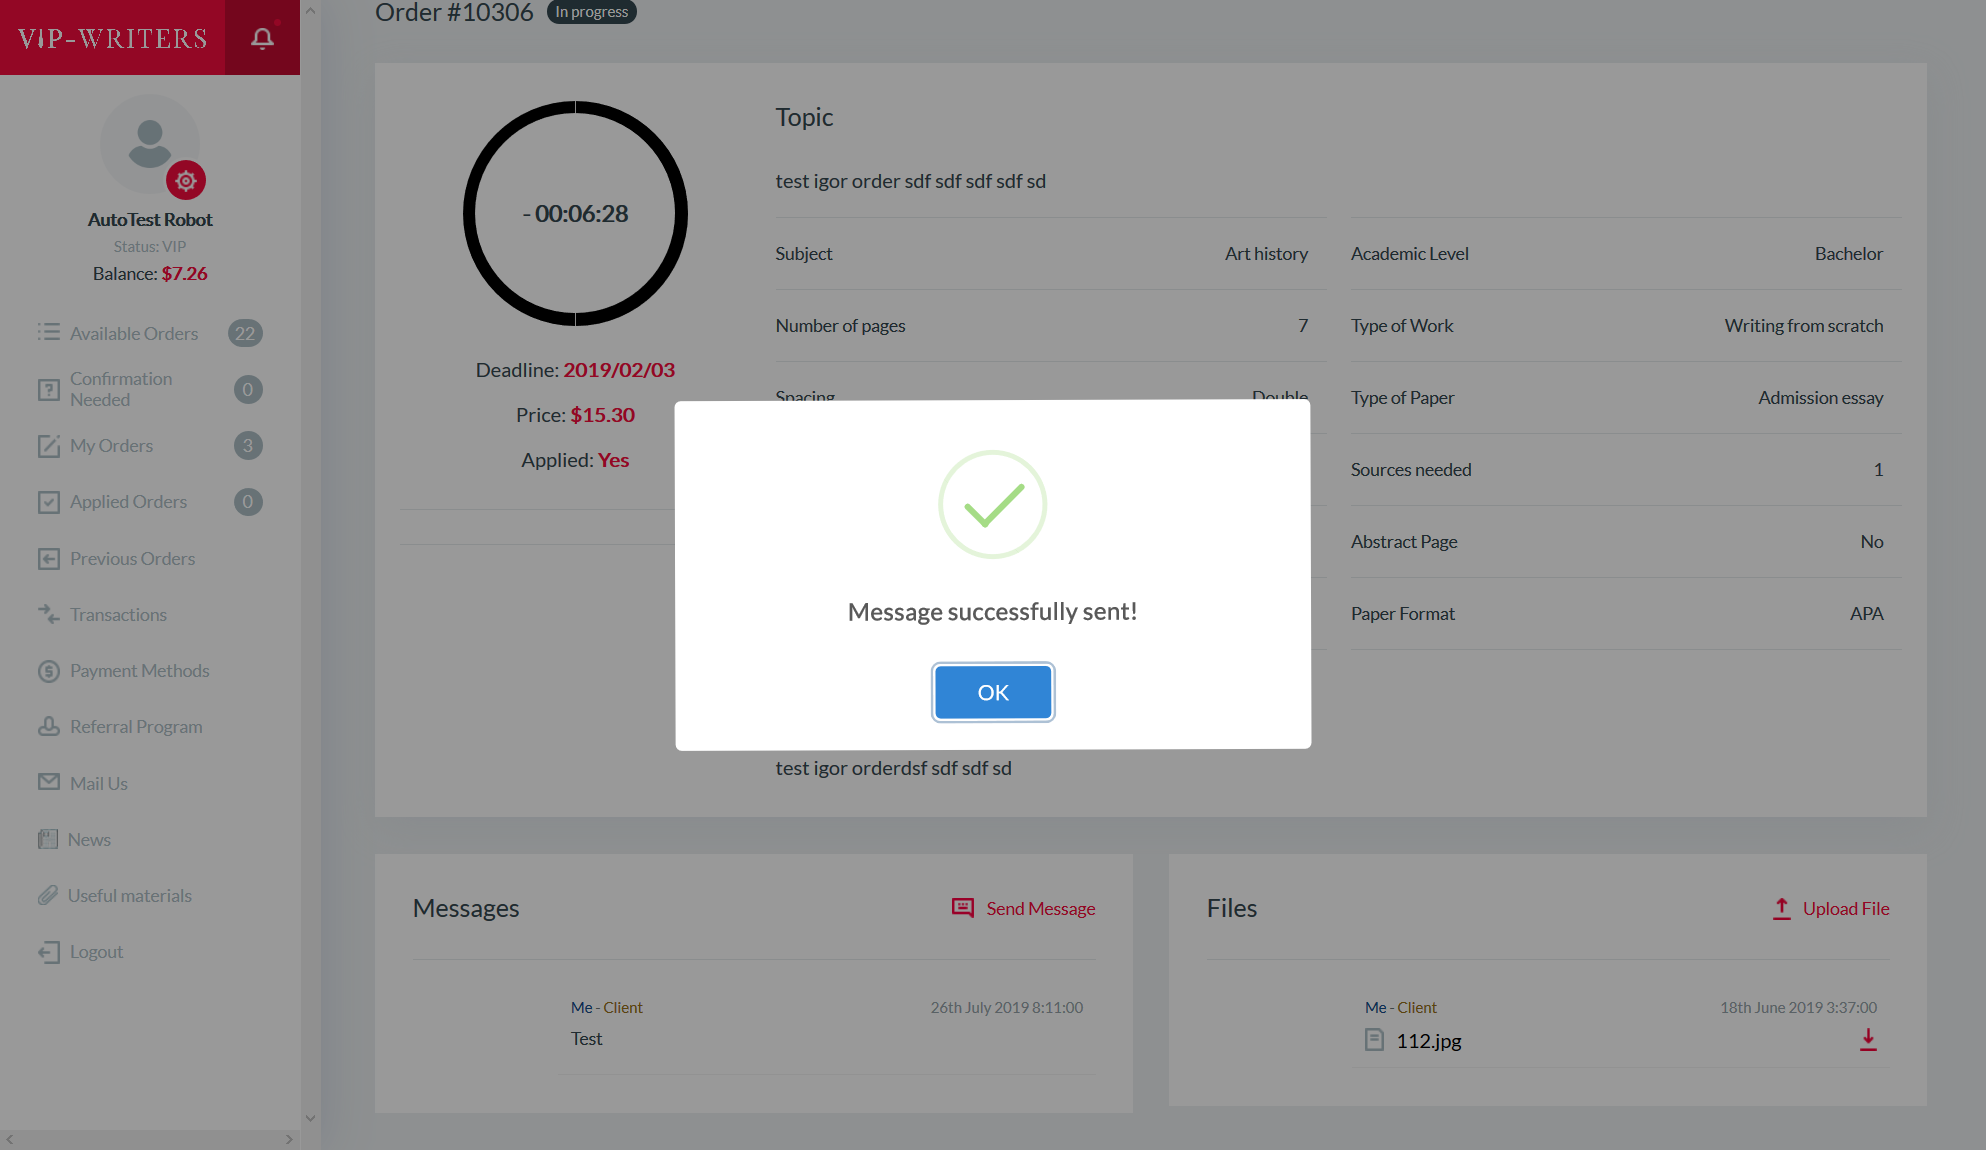 VIP-WRITERS
AutoTest Robot
Status: VIP
Balance: $7.26
Available Orders 22
Confirmation
Needed 0
My Orders 3
Applied Orders 0
Previous Orders
Transactions
Payment Methods
Referral Program
Mail Us
News
Useful materials
Logout
Order #10306 In progress
- 00:06:28
Deadline: 2019/02/03
Price: $15.30
Applied: Yes
Topic
test igor order sdf sdf sdf sdf sd
Subject Art history
Academic Level Bachelor
Number of pages 7
Type of Work Writing from scratch
Spacing Double
Type of Paper Admission essay
Sources needed 1
Abstract Page No
Paper Format APA
Message successfully sent!
OK
test igor orderdsf sdf sdf sd
Messages Send Message
Me - Client 26th July 2019 8:11:00
Test
Files Upload File
Me - Client 18th June 2019 3:37:00
112.jpg